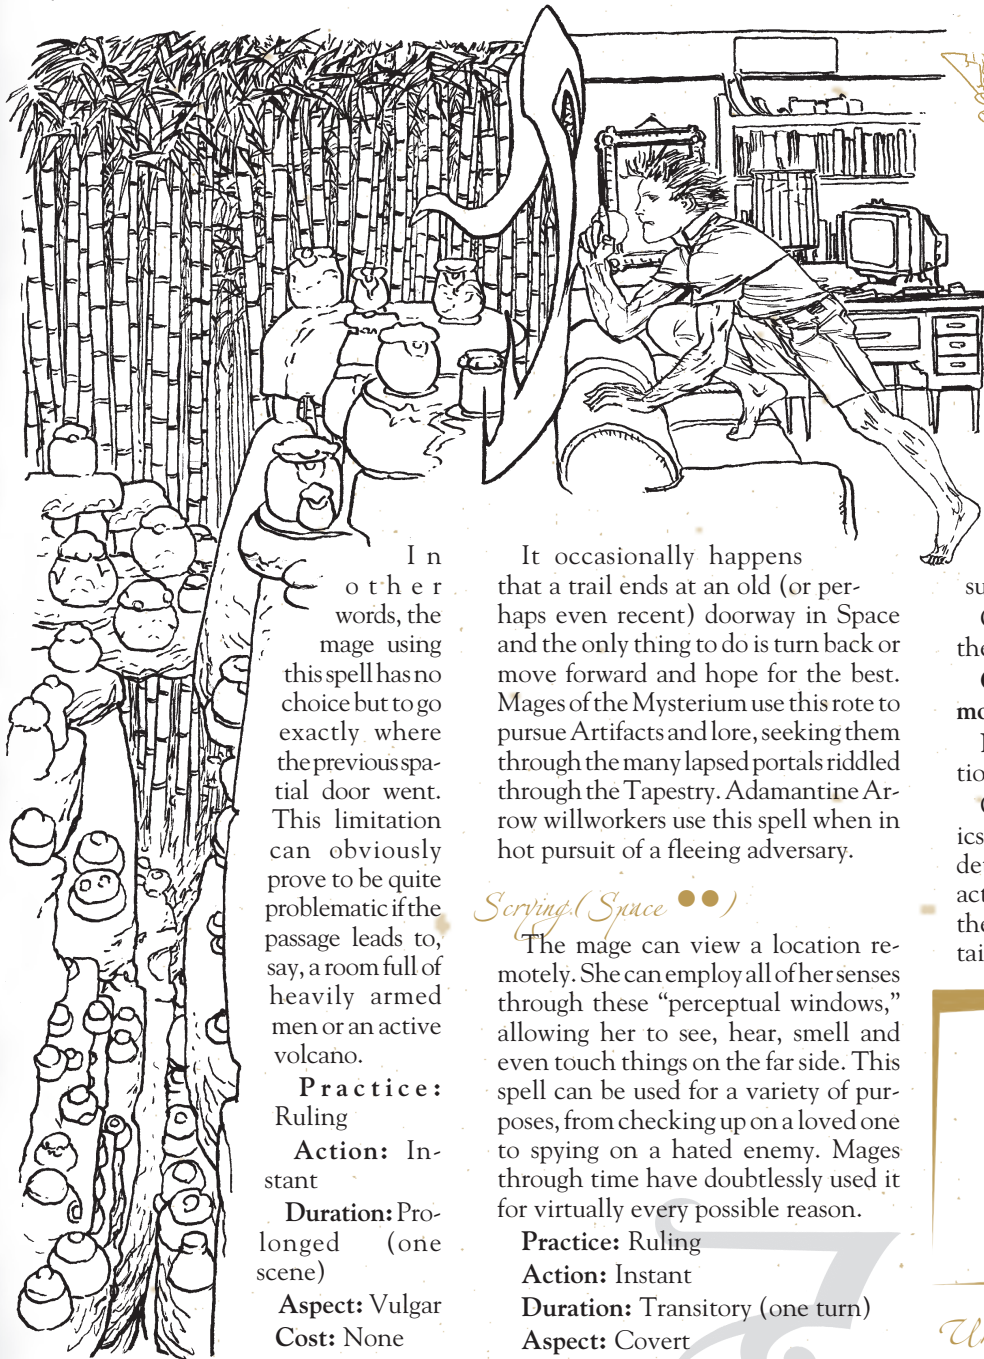 In
other
words, the
mage using
this spell has no
choice but to go
exactly where
the previous spa-
tial door went.
This limitation
can obviously
prove to be quite
problematic if the
passage leads to,
say, a room full of
heavily armed
men or an active
volcano.
Practice:
Ruling
Action: In-
stant
Duration: Pro-
longed (one
scene)
Aspect: Vulgar
Cost: None
It occasionally happens
that a trail ends at an old (or per-
haps even recent) doorway in Space
and the only thing to do is turn back or
move forward and hope for the best.
Mages of the Mysterium use this rote to
pursue Artifacts and lore, seeking them
through the many lapsed portals riddled
through the Tapestry. Adamantine Ar-
row willworkers use this spell when in
hot pursuit of a fleeing adversary.
Scrying (Space ●●)
The mage can view a location re-
motely. She can employ all of her senses
through these “perceptual windows,”
allowing her to see, hear, smell and
even touch things on the far side. This
spell can be used for a variety of pur-
poses, from checking up on a loved one
to spying on a hated enemy. Mages
through time have doubtlessly used it
for virtually every possible reason.
Practice: Ruling
Action: Instant
Duration: Transitory (one turn)
Aspect: Covert
su
the
mo
tio
ics
de
act
the
tai